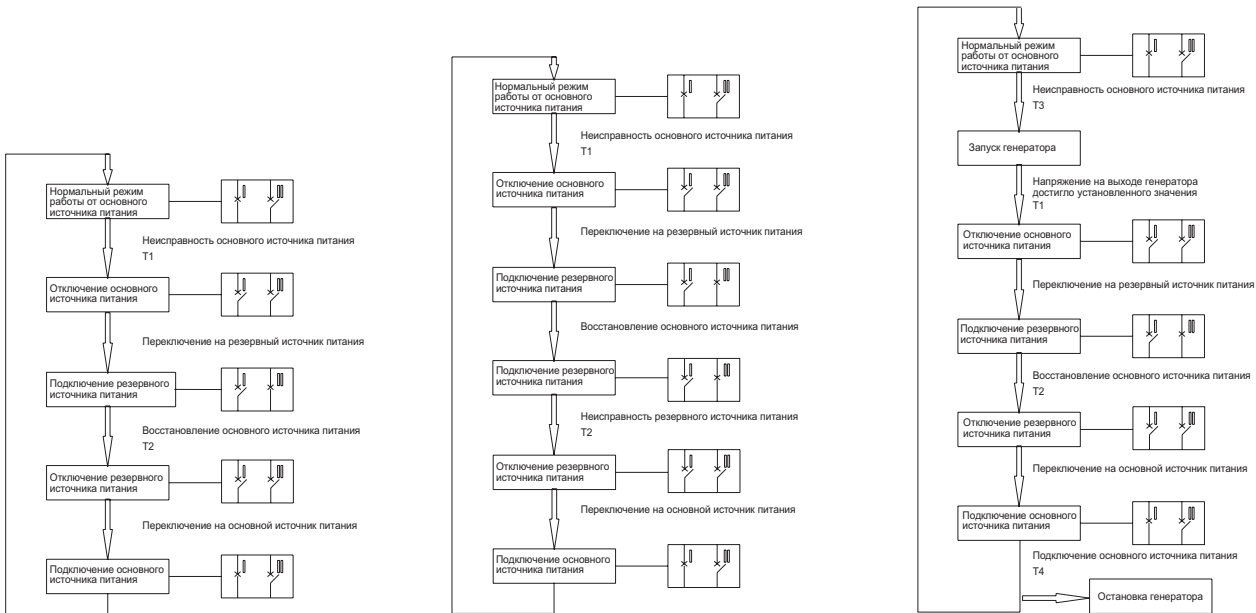 Нормальный режим
работы от основного
источника питания
Неисправность основного источника питания
T1
Отключение основного
источника питания
Переключение на резервный источник питания
Подключение резервного
источника питания
Восстановление основного источника питания
T2
Отключение резервного
источника питания
Переключение на основной источник питания
Подключение основного
источника питания
Нормальный режим
работы от основного
источника питания
Неисправность основного источника питания
T1
Отключение основного
источника питания
Переключение на резервный источник питания
Подключение резервного
источника питания
Восстановление основного источника питания
Подключение резервного
источника питания
Неисправность резервного источника питания
T2
Отключение резервного
источника питания
Переключение на основной источник питания
Подключение основного
источника питания
Нормальный режим
работы от основного
источника питания
Неисправность основного источника питания
T3
Запуск генератора
Напряжение на выходе генератора
достигло установленного значения
T1
Отключение основного
источника питания
Переключение на резервный источник питания
Подключение резервного
источника питания
Восстановление основного источника питания
T2
Отключение резервного
источника питания
Переключение на основной источник питания
Подключение основного
источника питания
Подключение основного источника питания
T4
Остановка генератора